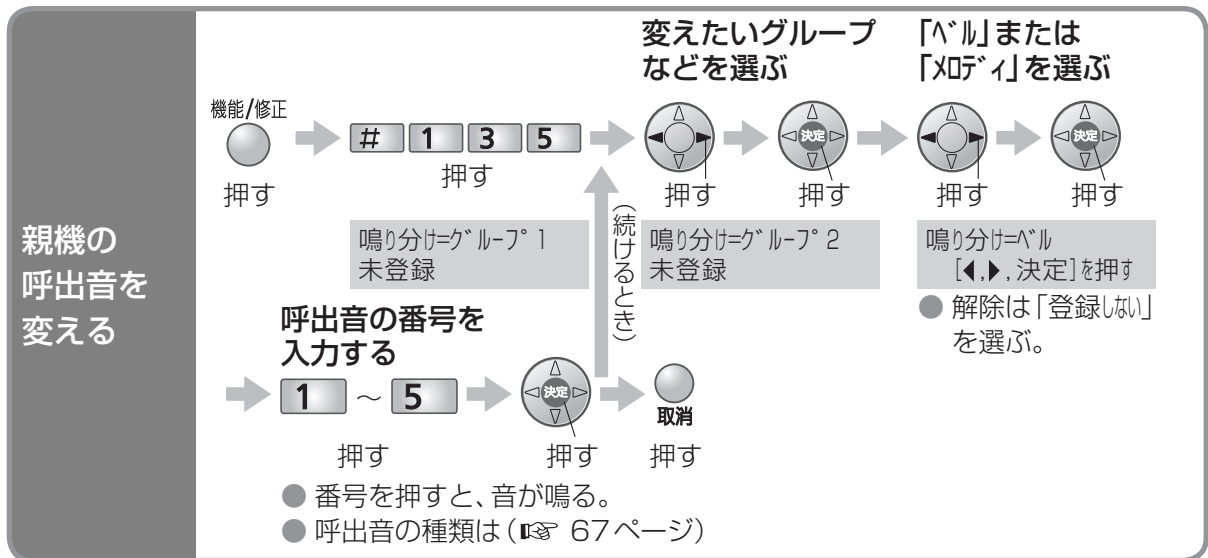 親機の
呼出音を
変える
機能/修正
押す
# 1 3 5
押す
鳴り分け=グループ1
未登録
変えたいグループ
などを選ぶ
決定
押す 押す
鳴り分け=グループ2
未登録
「ベル」または
「メロディ」を選ぶ
決定
押す 押す
鳴り分け=ベル
[◀,▶,決定]を押す
● 解除は「登録しない」
を選ぶ。
(続けるとき)
呼出音の番号を
入力する
1 ~ 5
押す
決定
押す
取消
押す
● 番号を押すと、音が鳴る。
● 呼出音の種類は(☞ 67ページ)